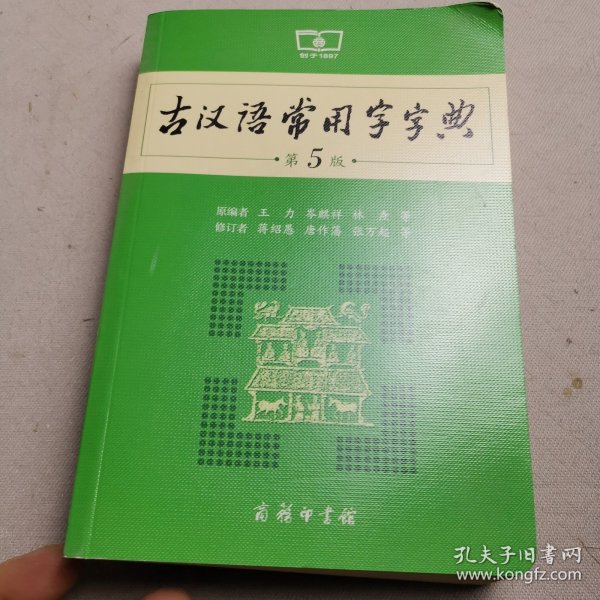 创于1897
古汉语常用字字典
·第5版·
原编者 王力 岑麒祥 林焘 等
修订者 蒋绍愚 唐作藩 张万起 等
商务印书馆
孔夫子旧书网
www.kongfz.com